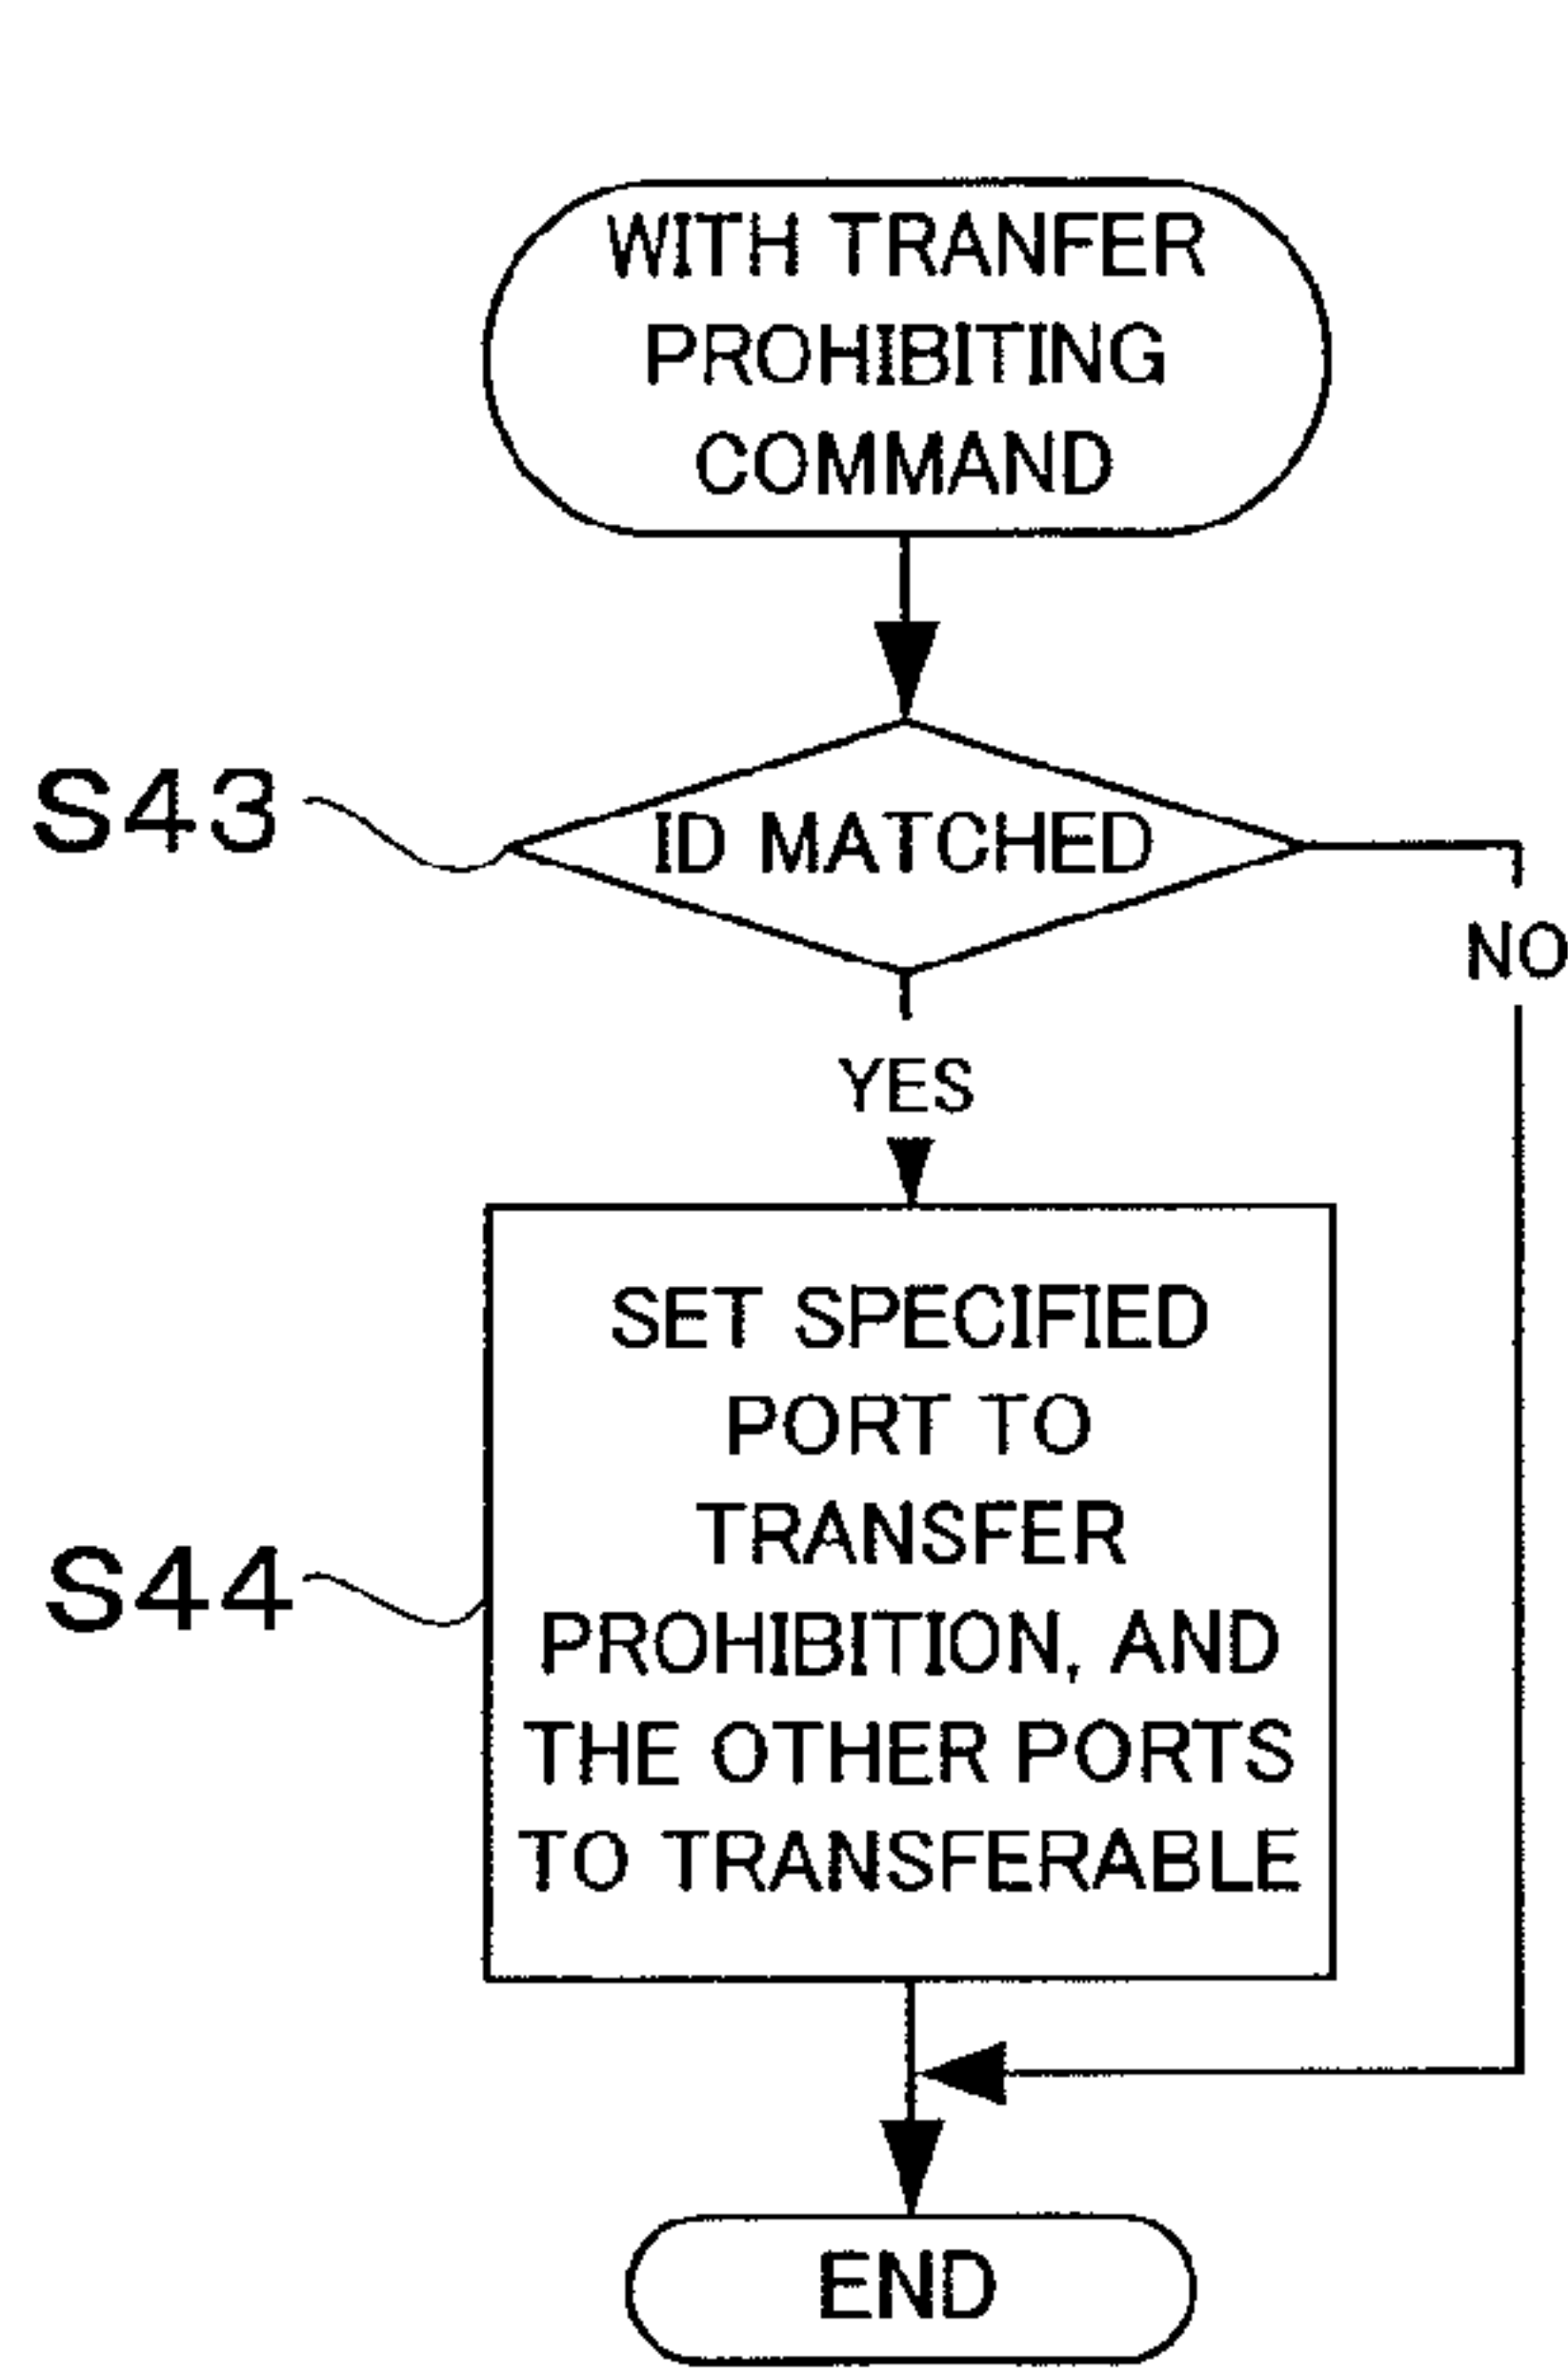 WITH TRANFER
PROHIBITING
COMMAND
S43
ID MATCHED
NO
YES
SET SPECIFIED
PORT TO
TRANSFER
S44
PROHIBITION, AND
THE OTHER PORTS
TO TRANSFERABLE
END